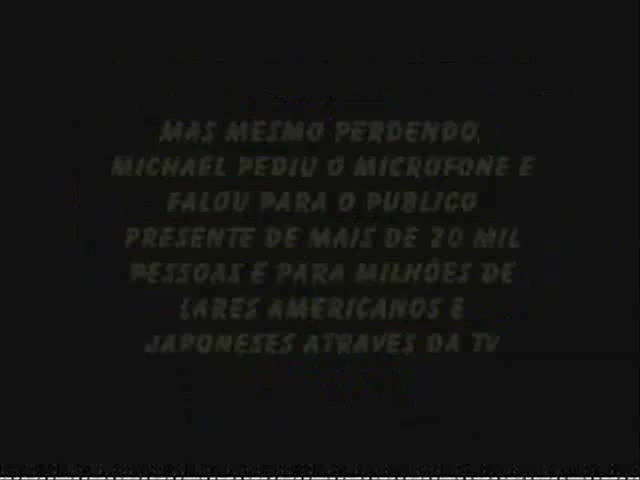 MAS MESMO PERDENDO,
MICHAEL PEDIU O MICROFONE E
FALOU PARA O PUBLICO
PRESENTE DE MAIS DE 20 MIL
PESSOAS E PARA MILHÕES DE
LARES AMERICANOS E
JAPONESES ATRAVES DA TV